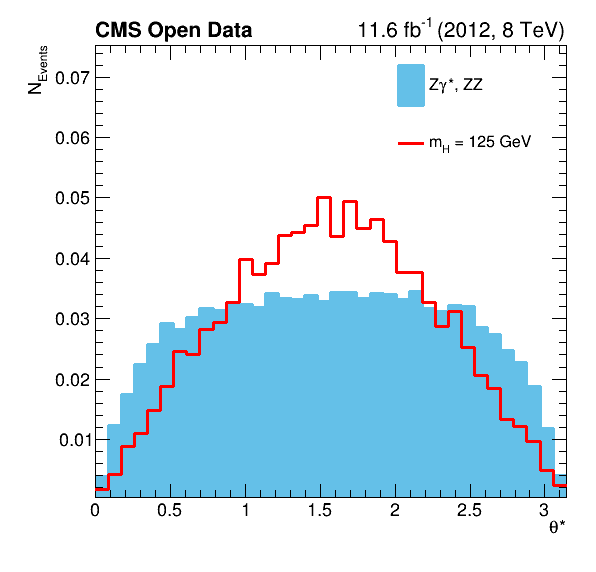 CMS Open Data 11.6 fb⁻¹ (2012, 8 TeV)
N_Events
0.07
0.06
0.05
0.04
0.03
0.02
0.01
Zγ*, ZZ
m_H = 125 GeV
0 0.5 1 1.5 2 2.5 3
θ*